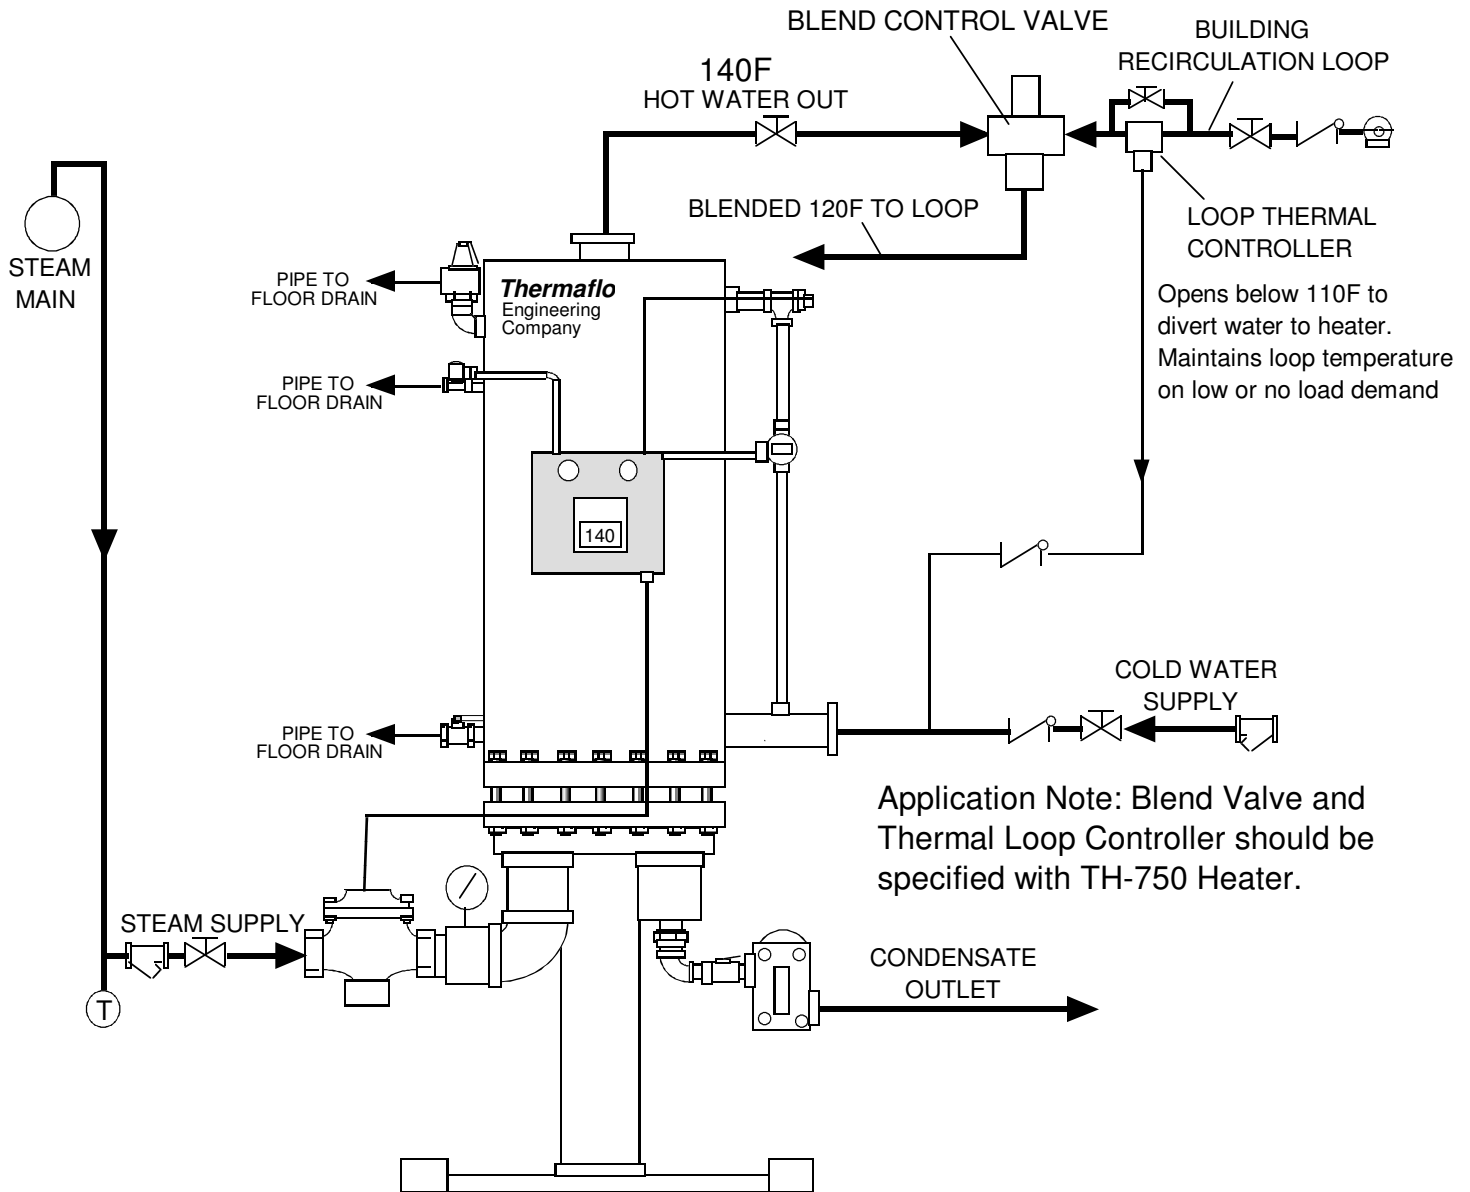 BLEND CONTROL VALVE
BUILDING
RECIRCULATION LOOP
140F
HOT WATER OUT
BLENDED 120F TO LOOP
LOOP THERMAL
CONTROLLER
Opens below 110F to
divert water to heater.
Maintains loop temperature
on low or no load demand
STEAM
MAIN
PIPE TO
FLOOR DRAIN
Thermaflo
Engineering
Company
PIPE TO
FLOOR DRAIN
140
COLD WATER
SUPPLY
PIPE TO
FLOOR DRAIN
Application Note: Blend Valve and
Thermal Loop Controller should be
specified with TH-750 Heater.
STEAM SUPPLY
CONDENSATE
OUTLET
T